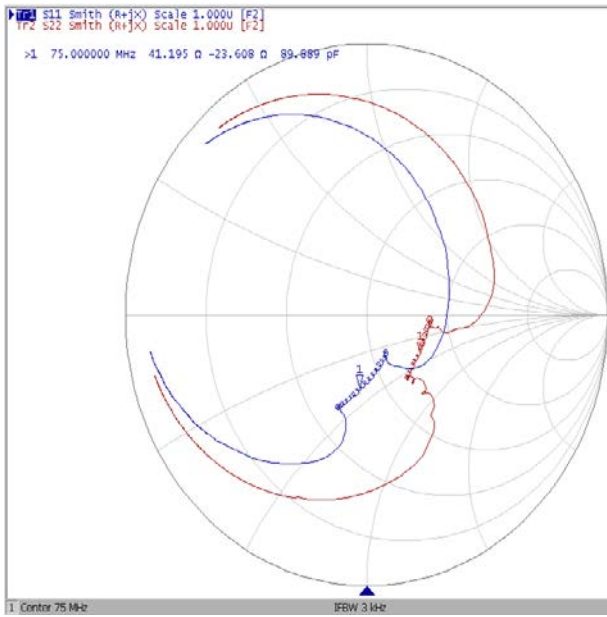 Tr1 S11 Smith (R+jX) Scale 1.000U [F2]
Tr2 S22 Smith (R+jX) Scale 1.000U [F2]
>1 75.000000 MHz 41.195 Ω -23.608 Ω 89.889 pF
1
1
1 Center 75 MHz IFBW 3 kHz